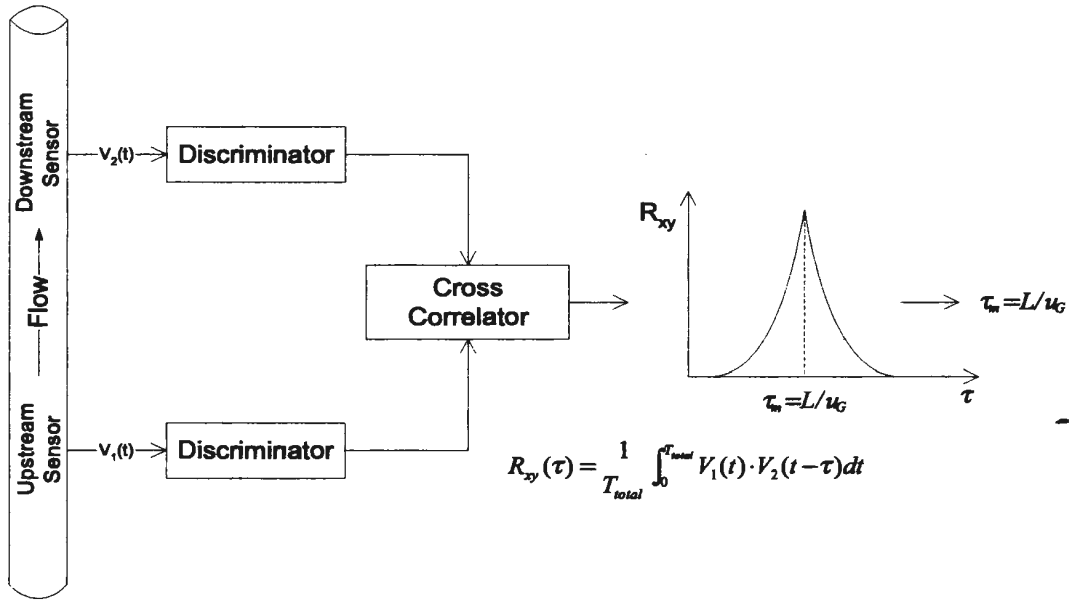 Downstream
Sensor
V₂(t)
Discriminator
Flow
Cross
Correlator
R_xy
τ_m=L/u_G
τ_m=L/u_G
τ
Upstream
Sensor
V₁(t)
Discriminator
R_xy(τ) = 1/T_total ∫₀^T_total V₁(t)·V₂(t−τ)dt